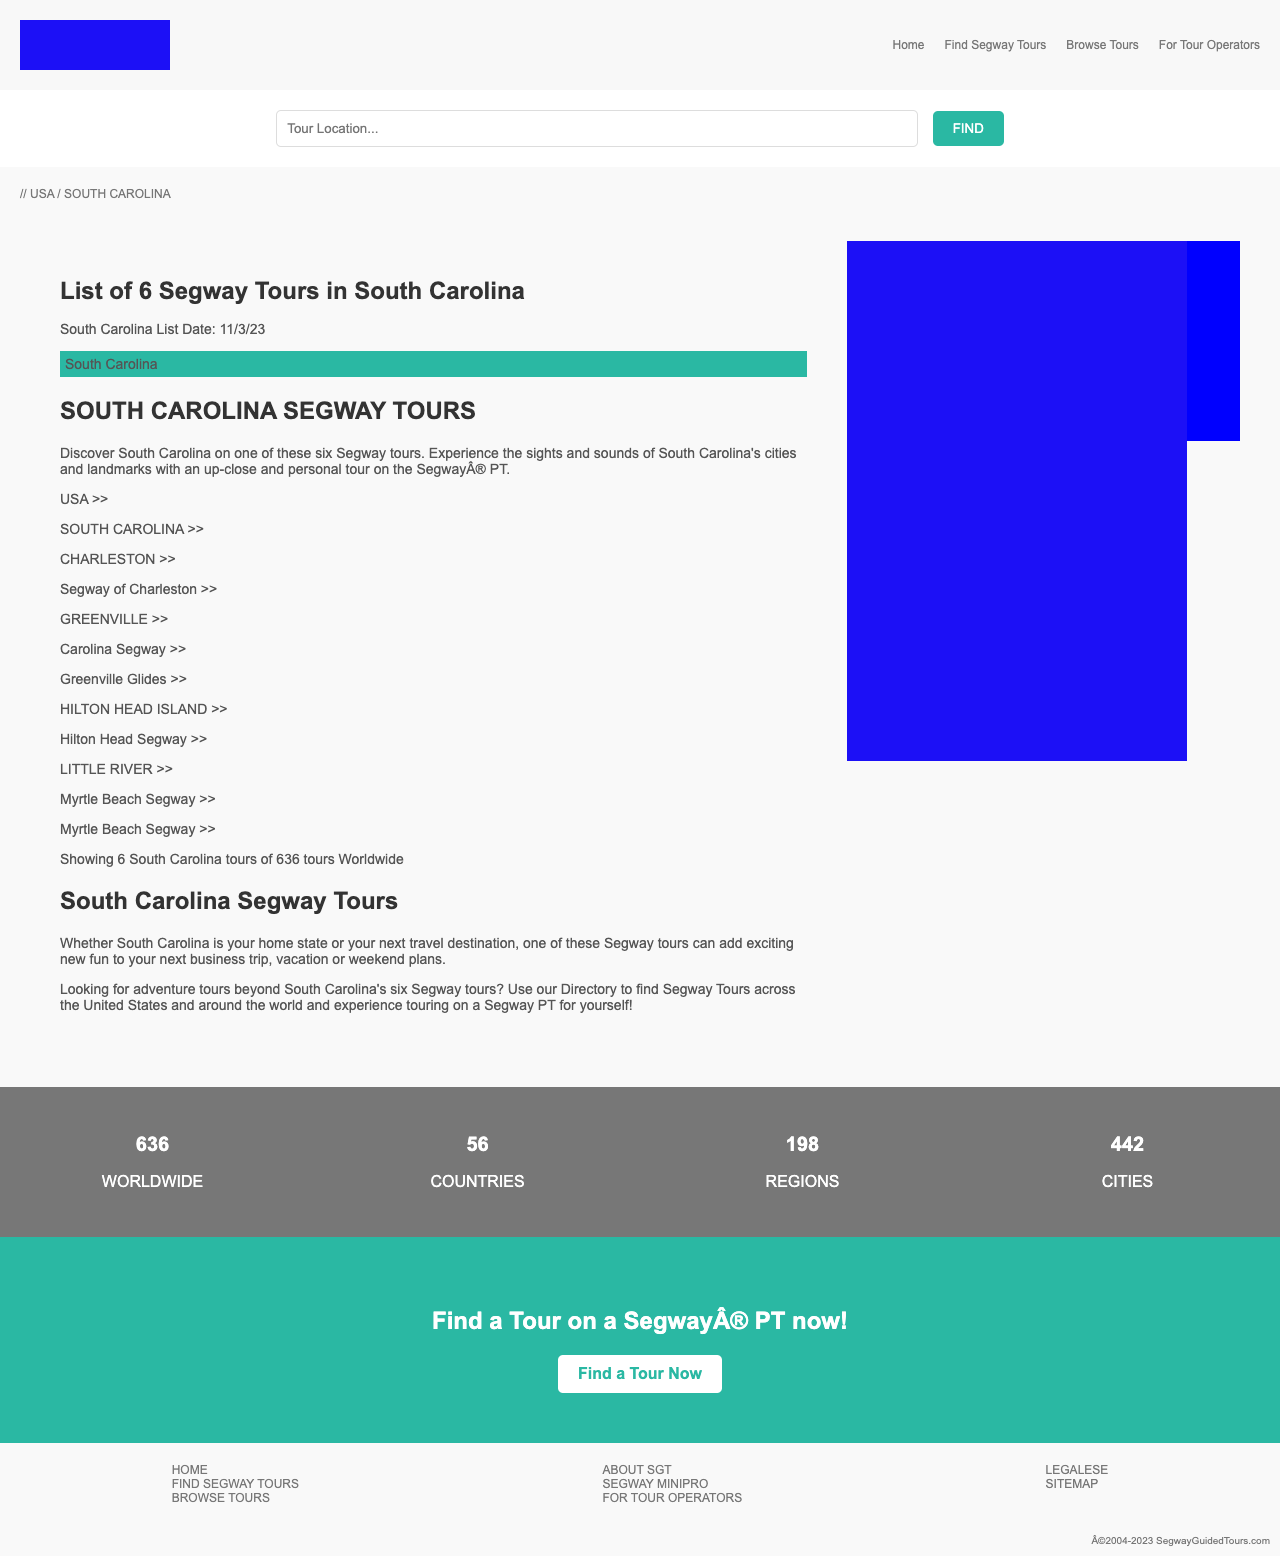 Home Find Segway Tours Browse Tours For Tour Operators
Tour Location... FIND
// USA / SOUTH CAROLINA
List of 6 Segway Tours in South Carolina
South Carolina List Date: 11/3/23
South Carolina
SOUTH CAROLINA SEGWAY TOURS
Discover South Carolina on one of these six Segway tours. Experience the sights and sounds of South Carolina's cities
and landmarks with an up-close and personal tour on the SegwayÂ® PT.
USA >>
SOUTH CAROLINA >>
CHARLESTON >>
Segway of Charleston >>
GREENVILLE >>
Carolina Segway >>
Greenville Glides >>
HILTON HEAD ISLAND >>
Hilton Head Segway >>
LITTLE RIVER >>
Myrtle Beach Segway >>
Myrtle Beach Segway >>
Showing 6 South Carolina tours of 636 tours Worldwide
South Carolina Segway Tours
Whether South Carolina is your home state or your next travel destination, one of these Segway tours can add exciting
new fun to your next business trip, vacation or weekend plans.
Looking for adventure tours beyond South Carolina's six Segway tours? Use our Directory to find Segway Tours across
the United States and around the world and experience touring on a Segway PT for yourself!
636 56 198 442
WORLDWIDE COUNTRIES REGIONS CITIES
Find a Tour on a SegwayÂ® PT now!
Find a Tour Now
HOME
FIND SEGWAY TOURS
BROWSE TOURS
ABOUT SGT
SEGWAY MINIPRO
FOR TOUR OPERATORS
LEGALESE
SITEMAP
Â©2004-2023 SegwayGuidedTours.com